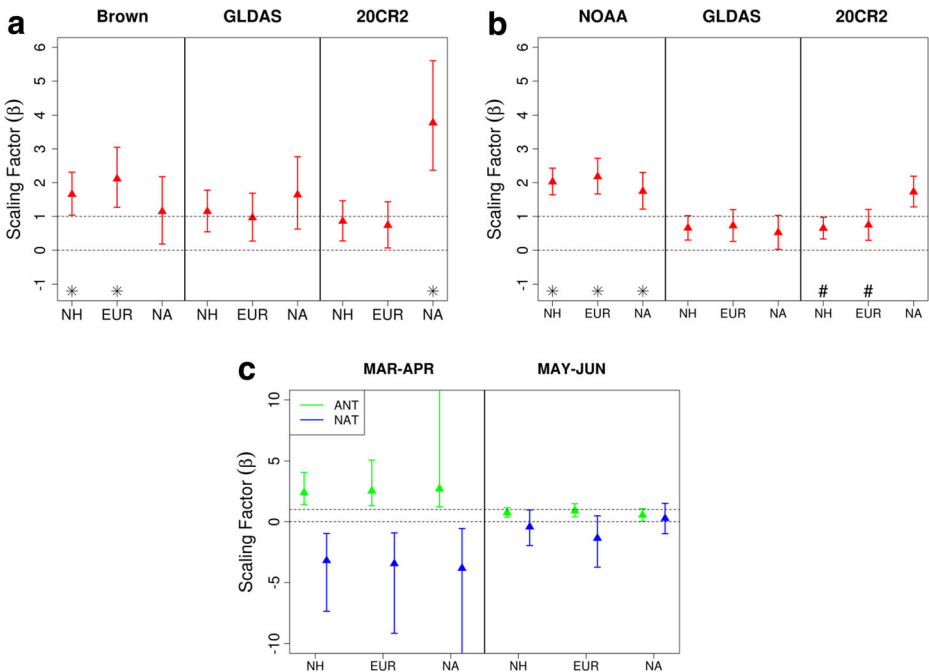 a
Brown GLDAS 20CR2
Scaling Factor (β)
6
5
4
3
2
1
0
-1
✳ ✳ ✳
NH EUR NA NH EUR NA NH EUR NA
b
NOAA GLDAS 20CR2
Scaling Factor (β)
6
5
4
3
2
1
0
-1
✳ ✳ ✳ # #
NH EUR NA NH EUR NA NH EUR NA
c
MAR-APR MAY-JUN
Scaling Factor (β)
10
5
0
-5
-10
ANT
NAT
NH EUR NA NH EUR NA